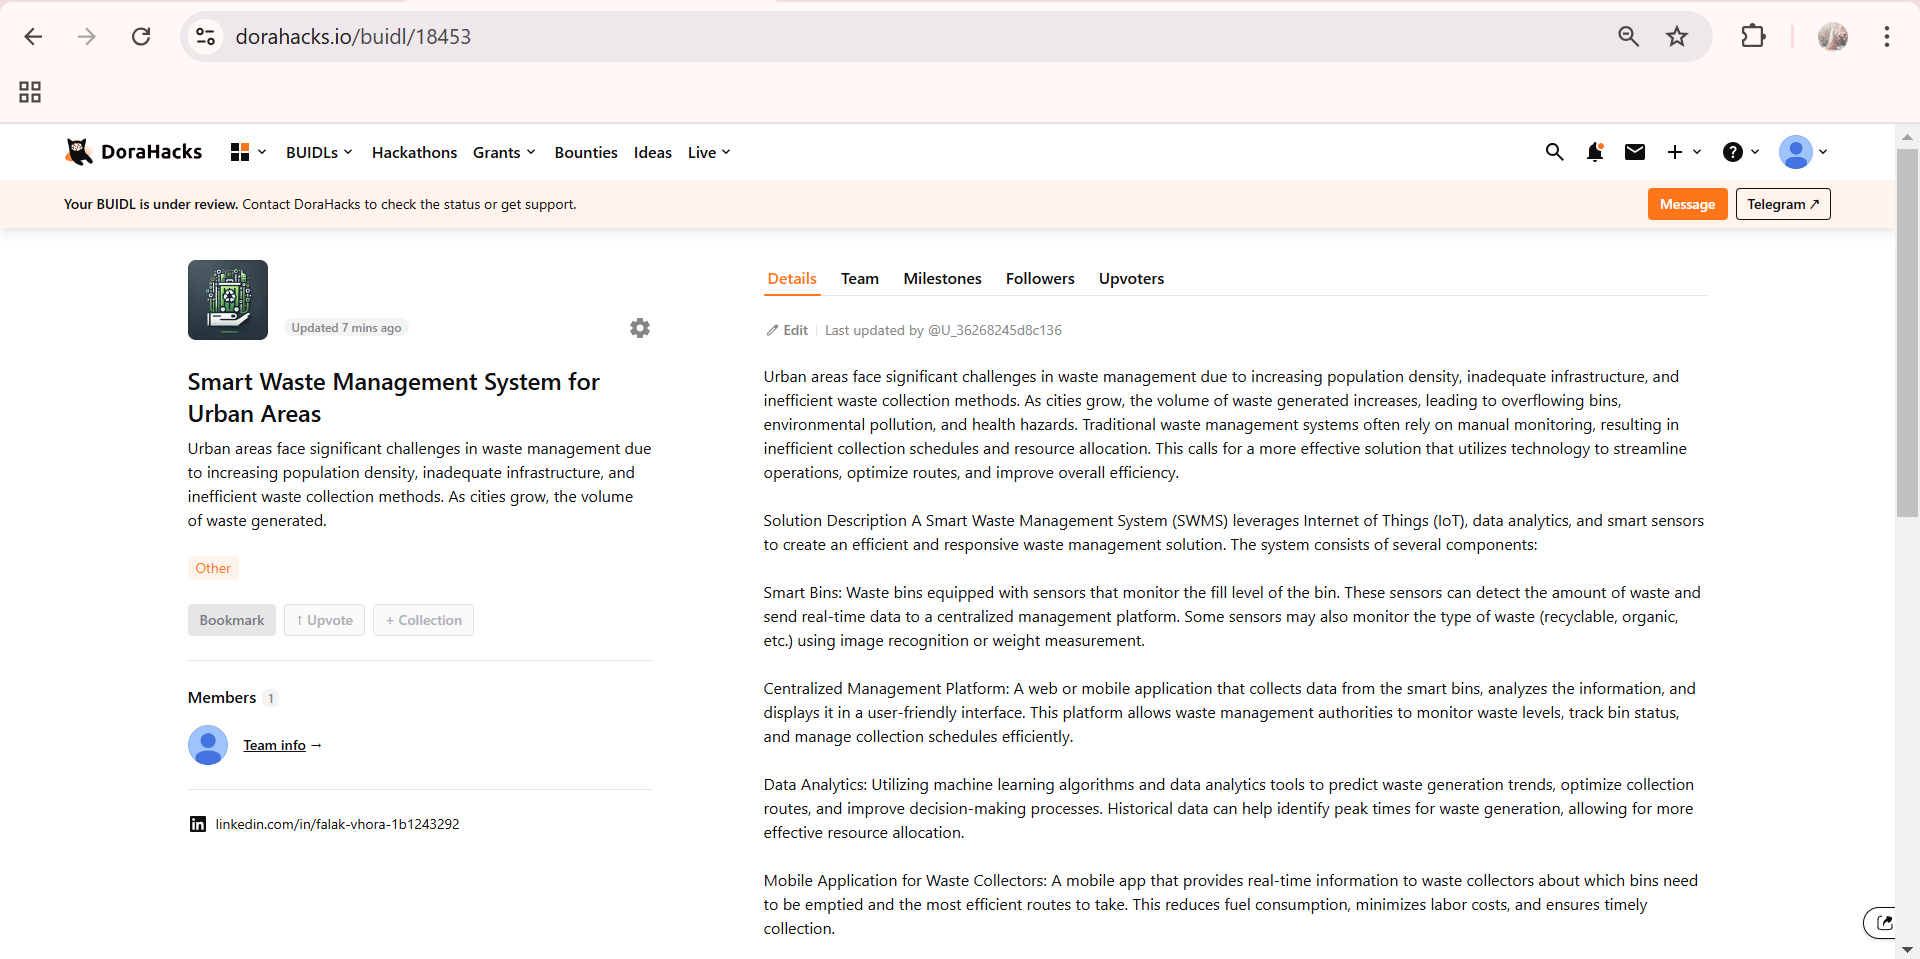 dorahacks.io/buidl/18453
DoraHacks
BUIDLs
Hackathons
Grants
Bounties
Ideas
Live
Your BUIDL is under review. Contact DoraHacks to check the status or get support.
Message
Telegram ↗
Updated 7 mins ago
Smart Waste Management System for
Urban Areas
Urban areas face significant challenges in waste management due
to increasing population density, inadequate infrastructure, and
inefficient waste collection methods. As cities grow, the volume
of waste generated.
Other
Bookmark
↑ Upvote
+ Collection
Members 1
Team info →
linkedin.com/in/falak-vhora-1b1243292
Details
Team
Milestones
Followers
Upvoters
Edit
Last updated by @U_36268245d8c136
Urban areas face significant challenges in waste management due to increasing population density, inadequate infrastructure, and
inefficient waste collection methods. As cities grow, the volume of waste generated increases, leading to overflowing bins,
environmental pollution, and health hazards. Traditional waste management systems often rely on manual monitoring, resulting in
inefficient collection schedules and resource allocation. This calls for a more effective solution that utilizes technology to streamline
operations, optimize routes, and improve overall efficiency.
Solution Description A Smart Waste Management System (SWMS) leverages Internet of Things (IoT), data analytics, and smart sensors
to create an efficient and responsive waste management solution. The system consists of several components:
Smart Bins: Waste bins equipped with sensors that monitor the fill level of the bin. These sensors can detect the amount of waste and
send real-time data to a centralized management platform. Some sensors may also monitor the type of waste (recyclable, organic,
etc.) using image recognition or weight measurement.
Centralized Management Platform: A web or mobile application that collects data from the smart bins, analyzes the information, and
displays it in a user-friendly interface. This platform allows waste management authorities to monitor waste levels, track bin status,
and manage collection schedules efficiently.
Data Analytics: Utilizing machine learning algorithms and data analytics tools to predict waste generation trends, optimize collection
routes, and improve decision-making processes. Historical data can help identify peak times for waste generation, allowing for more
effective resource allocation.
Mobile Application for Waste Collectors: A mobile app that provides real-time information to waste collectors about which bins need
to be emptied and the most efficient routes to take. This reduces fuel consumption, minimizes labor costs, and ensures timely
collection.